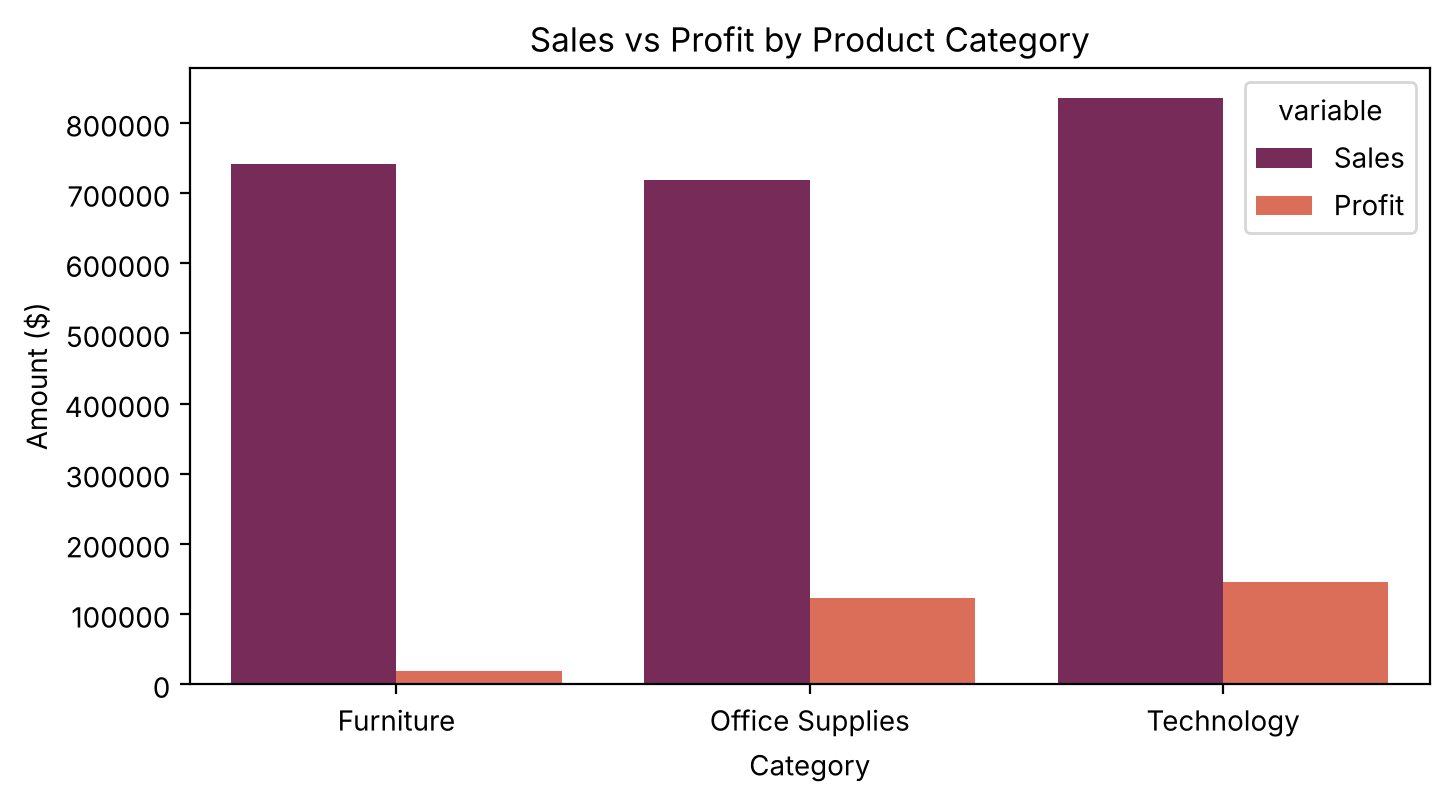 Sales vs Profit by Product Category
variable
Sales
Profit
Amount ($)
800000
700000
600000
500000
400000
300000
200000
100000
0
Furniture
Office Supplies
Technology
Category